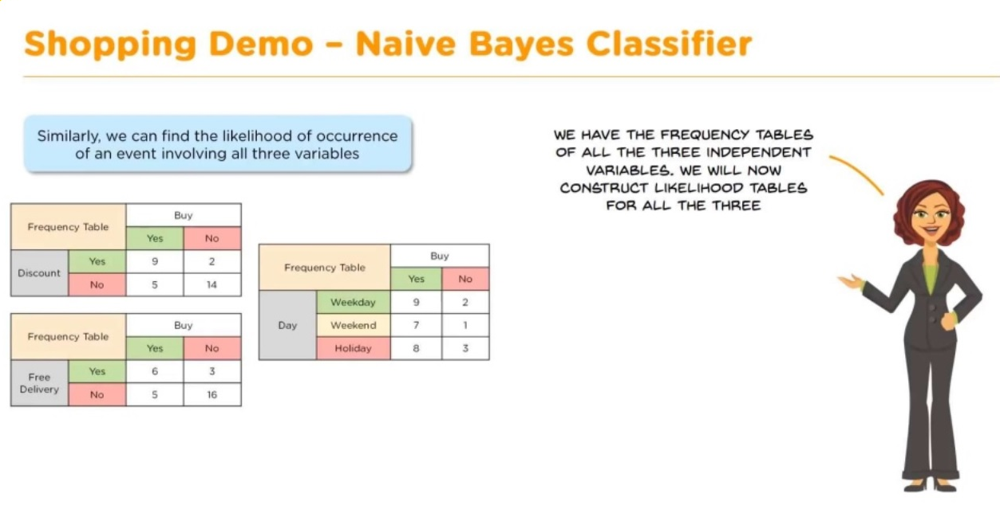 Shopping Demo – Naive Bayes Classifier
Similarly, we can find the likelihood of occurrence
of an event involving all three variables
WE HAVE THE FREQUENCY TABLES
OF ALL THE THREE INDEPENDENT
VARIABLES. WE WILL NOW
CONSTRUCT LIKELIHOOD TABLES
FOR ALL THE THREE
Frequency Table Buy
Yes No
Discount Yes 9 2
No 5 14
Frequency Table Buy
Yes No
Free Delivery Yes 6 3
No 5 16
Frequency Table Buy
Yes No
Day Weekday 9 2
Weekend 7 1
Holiday 8 3